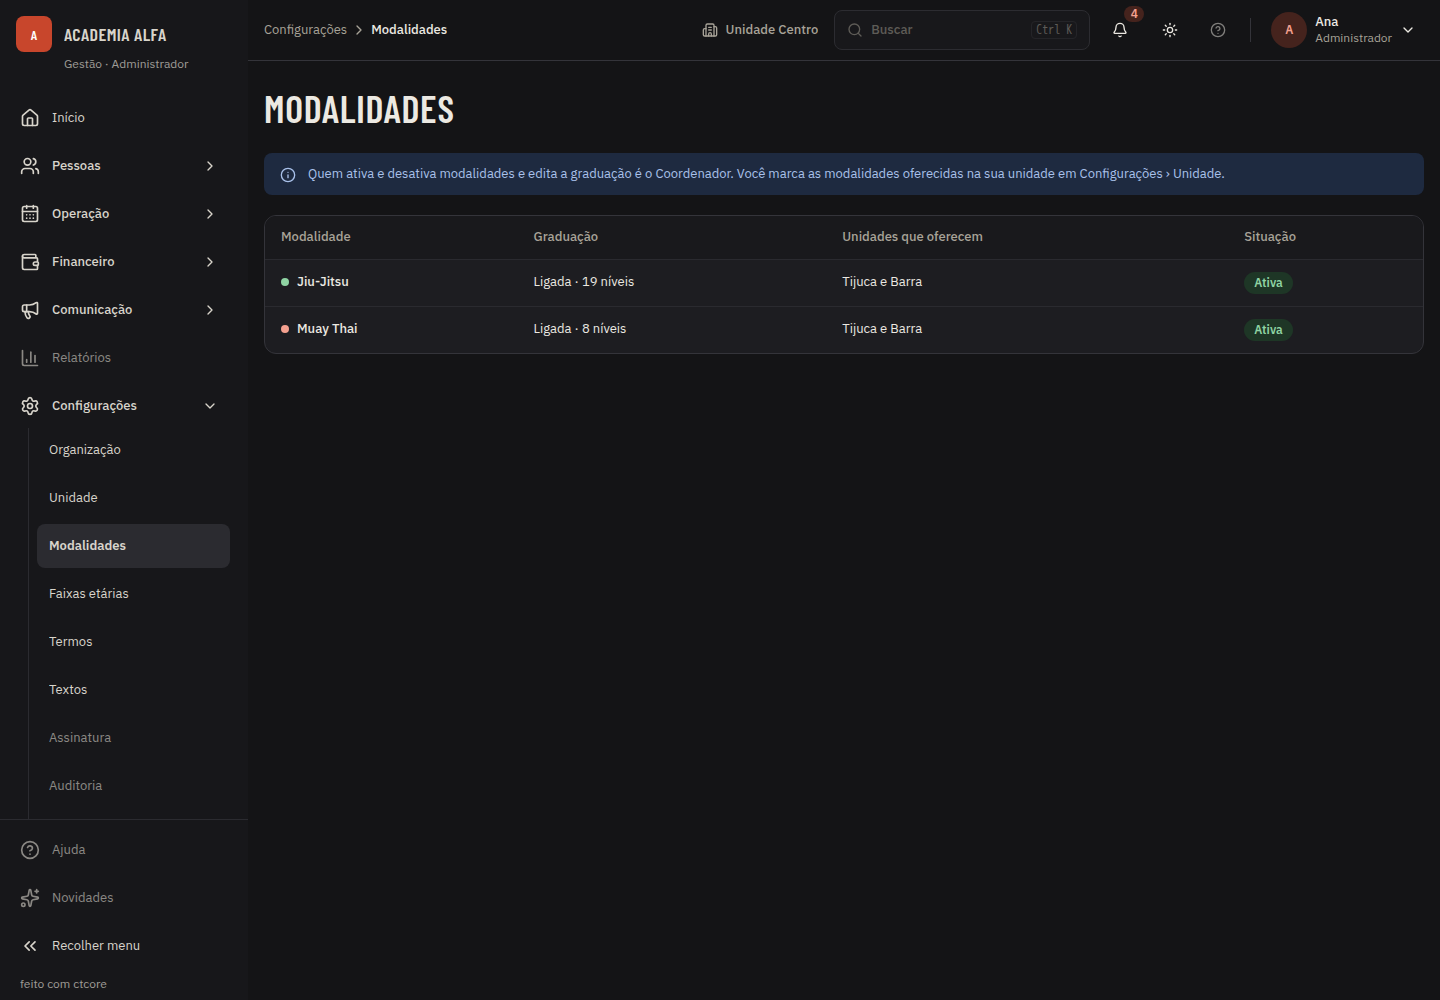 A
ACADEMIA ALFA
Gestão · Administrador
Início
Pessoas
Operação
Financeiro
Comunicação
Relatórios
Configurações
Organização
Unidade
Modalidades
Faixas etárias
Termos
Textos
Assinatura
Auditoria
Ajuda
Novidades
Recolher menu
feito com ctcore
Configurações > Modalidades
Unidade Centro
Buscar
Ctrl K
4
A
Ana
Administrador
MODALIDADES
Quem ativa e desativa modalidades e edita a graduação é o Coordenador. Você marca as modalidades oferecidas na sua unidade em Configurações › Unidade.
Modalidade Graduação Unidades que oferecem Situação
Jiu-Jitsu Ligada · 19 níveis Tijuca e Barra Ativa
Muay Thai Ligada · 8 níveis Tijuca e Barra Ativa